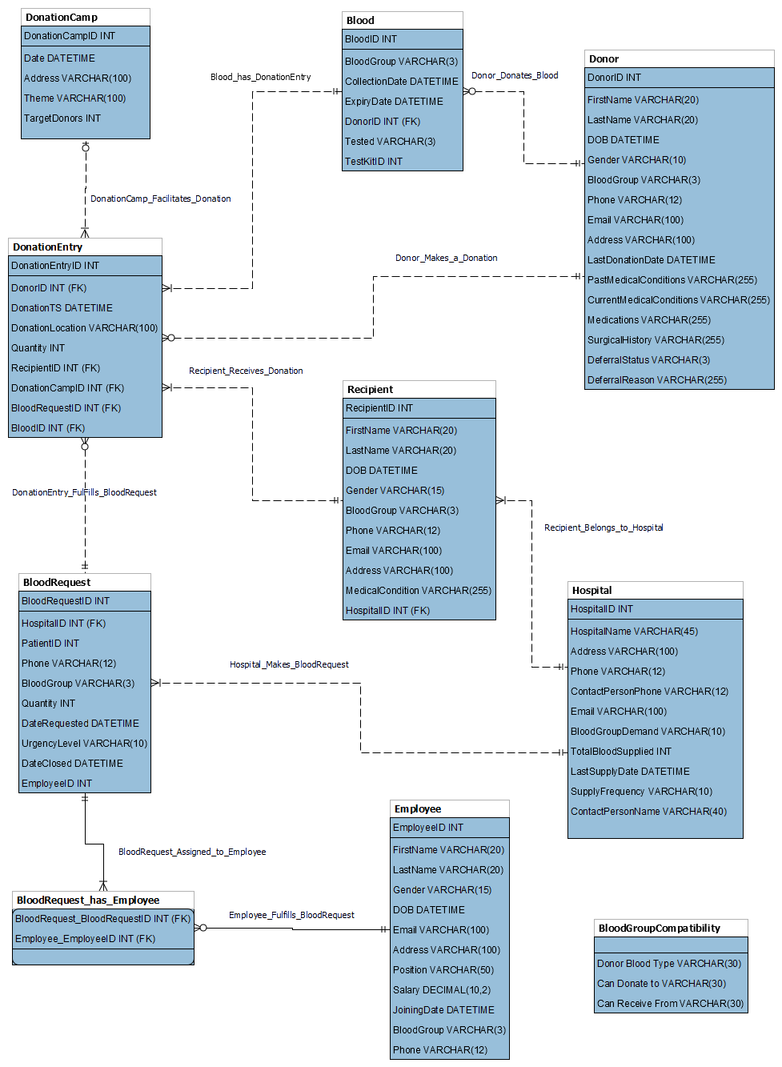 DonationCamp
DonationCampID INT
Date DATETIME
Address VARCHAR(100)
Theme VARCHAR(100)
TargetDonors INT
Blood
BloodID INT
BloodGroup VARCHAR(3)
CollectionDate DATETIME
ExpiryDate DATETIME
DonorID INT (FK)
Tested VARCHAR(3)
TestKitID INT
Donor
DonorID INT
FirstName VARCHAR(20)
LastName VARCHAR(20)
DOB DATETIME
Gender VARCHAR(10)
BloodGroup VARCHAR(3)
Phone VARCHAR(12)
Email VARCHAR(100)
Address VARCHAR(100)
LastDonationDate DATETIME
PastMedicalConditions VARCHAR(255)
CurrentMedicalConditions VARCHAR(255)
Medications VARCHAR(255)
SurgicalHistory VARCHAR(255)
DeferralStatus VARCHAR(3)
DeferralReason VARCHAR(255)
Blood_has_DonationEntry
Donor_Donates_Blood
DonationCamp_Facilitates_Donation
DonationEntry
DonationEntryID INT
DonorID INT (FK)
DonationTS DATETIME
DonationLocation VARCHAR(100)
Quantity INT
RecipientID INT (FK)
DonationCampID INT (FK)
BloodRequestID INT (FK)
BloodID INT (FK)
Donor_Makes_a_Donation
Recipient_Receives_Donation
Recipient
RecipientID INT
FirstName VARCHAR(20)
LastName VARCHAR(20)
DOB DATETIME
Gender VARCHAR(15)
BloodGroup VARCHAR(3)
Phone VARCHAR(12)
Email VARCHAR(100)
Address VARCHAR(100)
MedicalCondition VARCHAR(255)
HospitalID INT (FK)
DonationEntry_Fulfills_BloodRequest
Recipient_Belongs_to_Hospital
BloodRequest
BloodRequestID INT
HospitalID INT (FK)
PatientID INT
Phone VARCHAR(12)
BloodGroup VARCHAR(3)
Quantity INT
DateRequested DATETIME
UrgencyLevel VARCHAR(10)
DateClosed DATETIME
EmployeeID INT
Hospital_Makes_BloodRequest
Hospital
HospitalID INT
HospitalName VARCHAR(45)
Address VARCHAR(100)
Phone VARCHAR(12)
ContactPersonPhone VARCHAR(12)
Email VARCHAR(100)
BloodGroupDemand VARCHAR(10)
TotalBloodSupplied INT
LastSupplyDate DATETIME
SupplyFrequency VARCHAR(10)
ContactPersonName VARCHAR(40)
BloodRequest_Assigned_to_Employee
BloodRequest_has_Employee
BloodRequest_BloodRequestID INT (FK)
Employee_EmployeeID INT (FK)
Employee_Fulfills_BloodRequest
Employee
EmployeeID INT
FirstName VARCHAR(20)
LastName VARCHAR(20)
Gender VARCHAR(15)
DOB DATETIME
Email VARCHAR(100)
Address VARCHAR(100)
Position VARCHAR(50)
Salary DECIMAL(10,2)
JoiningDate DATETIME
BloodGroup VARCHAR(3)
Phone VARCHAR(12)
BloodGroupCompatibility
Donor Blood Type VARCHAR(30)
Can Donate to VARCHAR(30)
Can Receive From VARCHAR(30)